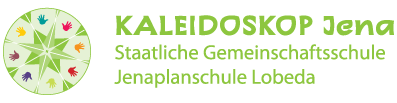 KALEIDOSKOP Jena
Staatliche Gemeinschaftsschule
Jenaplanschule Lobeda